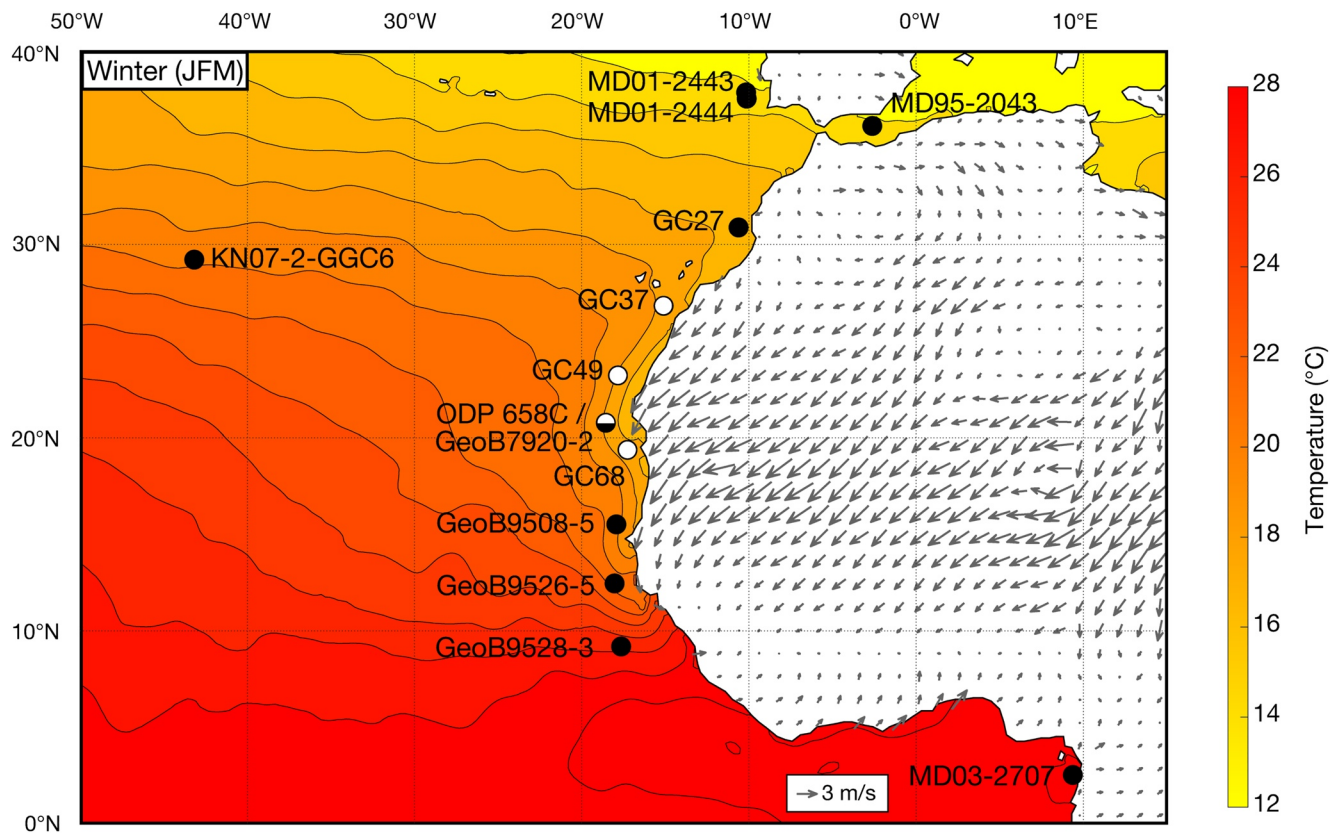 50°W 40°W 30°W 20°W 10°W 0°W 10°E
40°N
Winter (JFM)
MD01-2443
MD01-2444
MD95-2043
28
26
GC27
30°N
KN07-2-GGC6
24
GC37
22
GC49
ODP 658C /
GeoB7920-2
20°N
20
GC68
GeoB9508-5
18
GeoB9526-5
10°N
16
GeoB9528-3
14
MD03-2707
3 m/s
12
0°N
Temperature (°C)